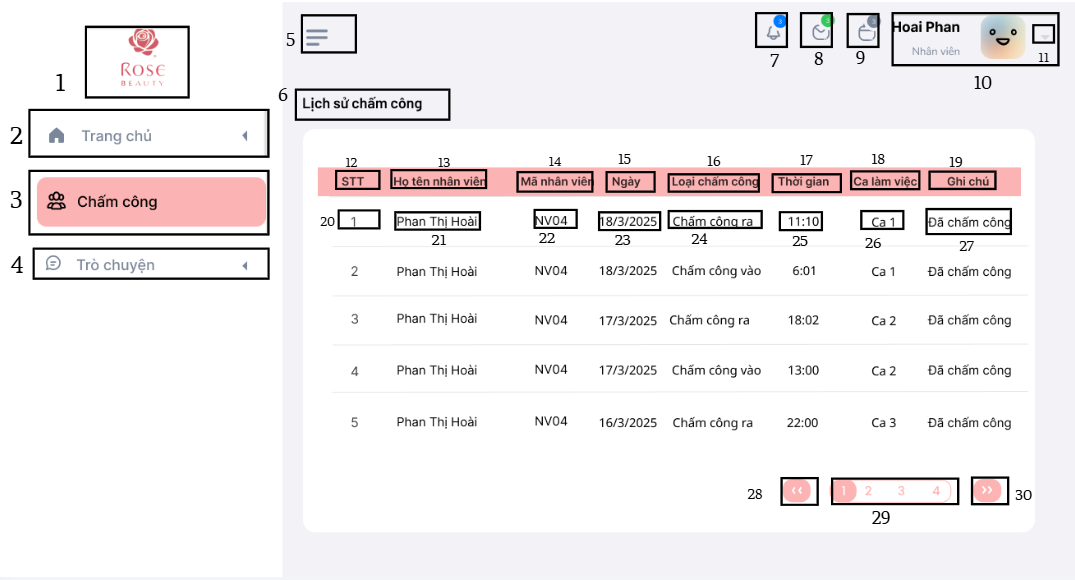 1
ROSE
BEAUTY
2 Trang chủ
3 Chấm công
4 Trò chuyện
5
7 8 9
3 3 3
Hoai Phan
Nhân viên
10 11
6 Lịch sử chấm công
12 13 14 15 16 17 18 19
STT Họ tên nhân viên Mã nhân viên Ngày Loại chấm công Thời gian Ca làm việc Ghi chú
20 1 Phan Thị Hoài NV04 18/3/2025 Chấm công ra 11:10 Ca 1 Đã chấm công
21 22 23 24 25 26 27
2 Phan Thị Hoài NV04 18/3/2025 Chấm công vào 6:01 Ca 1 Đã chấm công
3 Phan Thị Hoài NV04 17/3/2025 Chấm công ra 18:02 Ca 2 Đã chấm công
4 Phan Thị Hoài NV04 17/3/2025 Chấm công vào 13:00 Ca 2 Đã chấm công
5 Phan Thị Hoài NV04 16/3/2025 Chấm công ra 22:00 Ca 3 Đã chấm công
28 ‹‹ 1 2 3 4 ›› 30
29